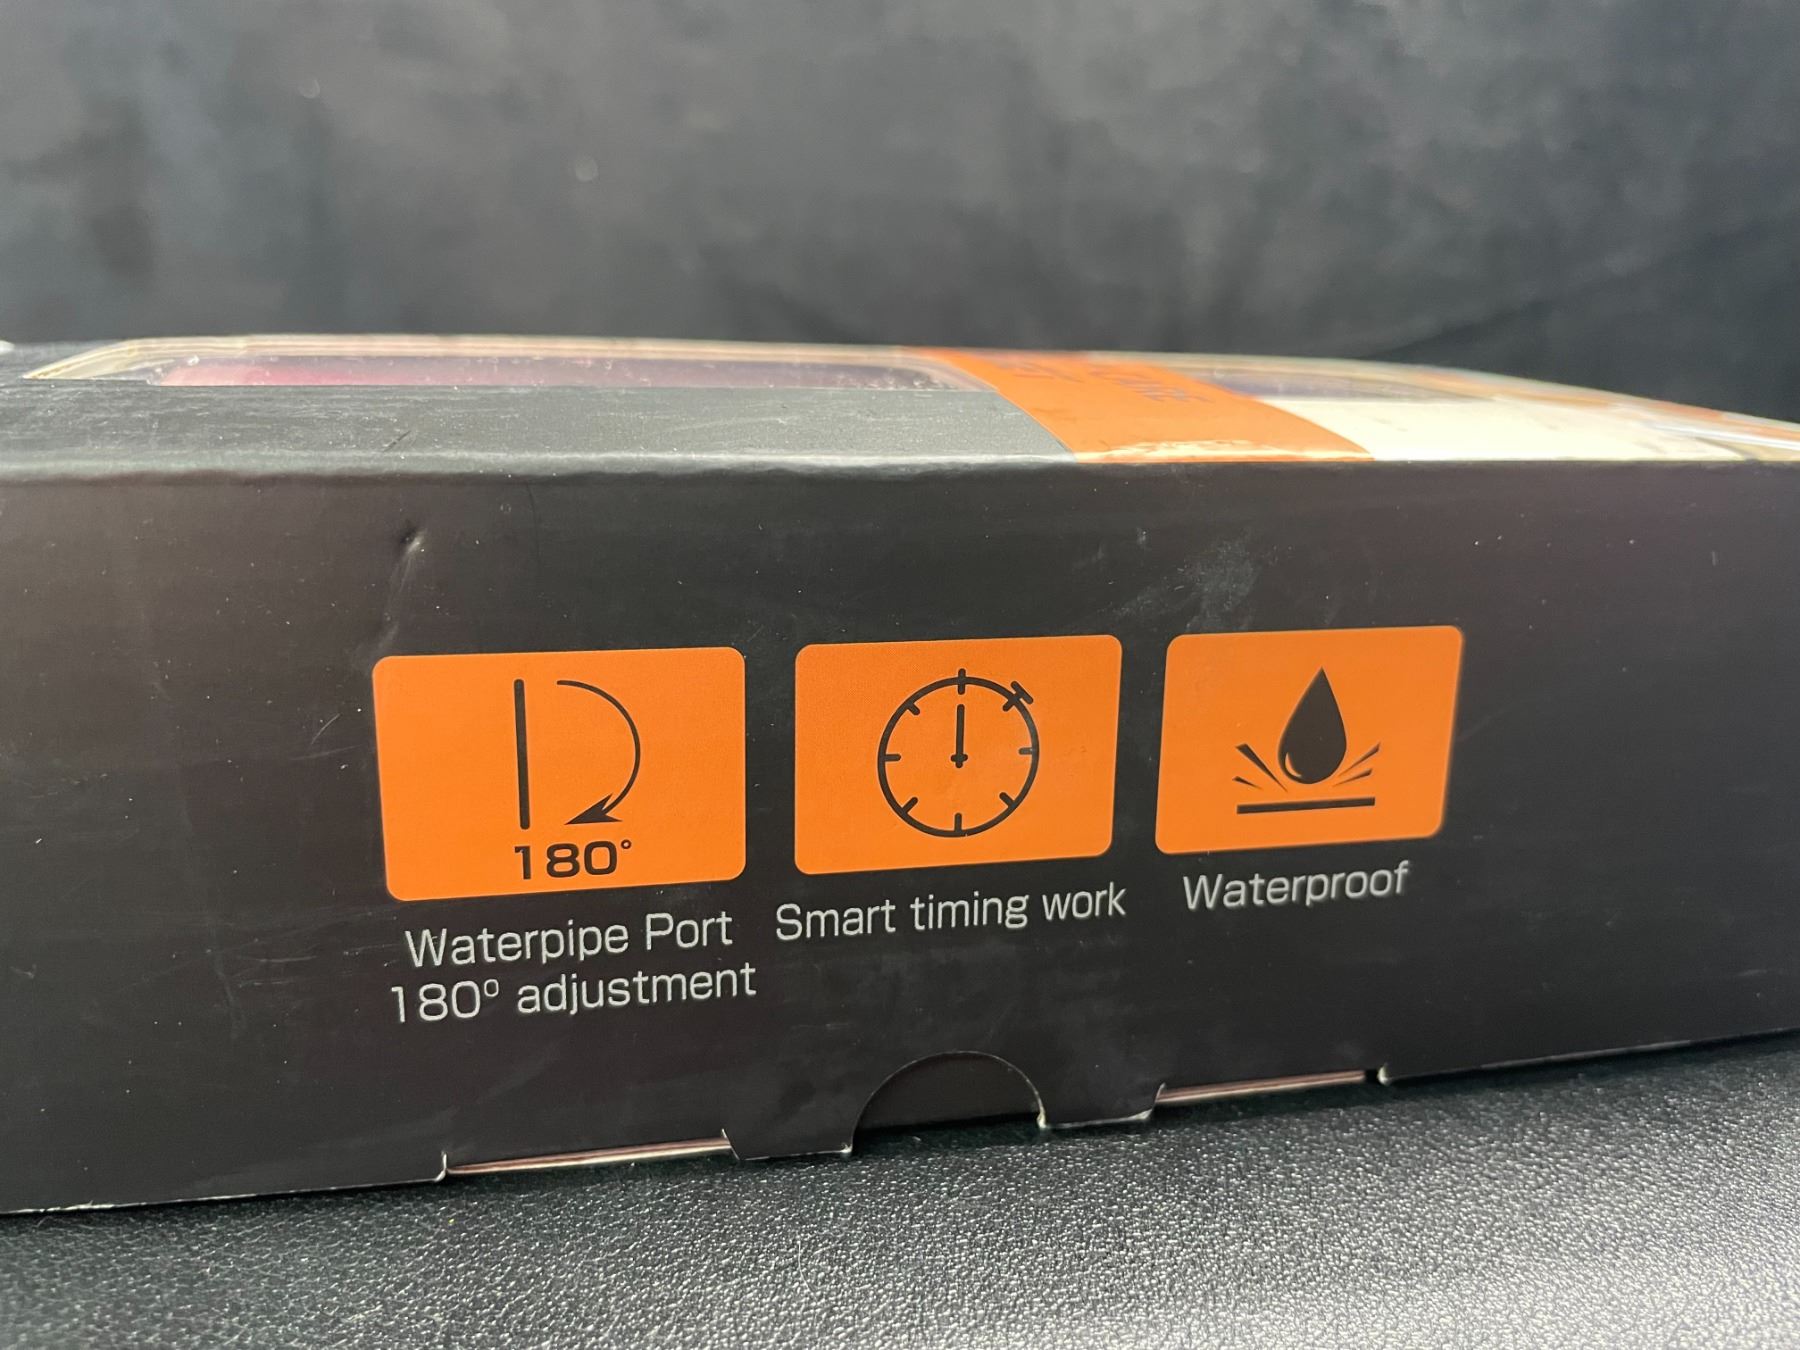 180°
Waterpipe Port
180° adjustment
Smart timing work
Waterproof